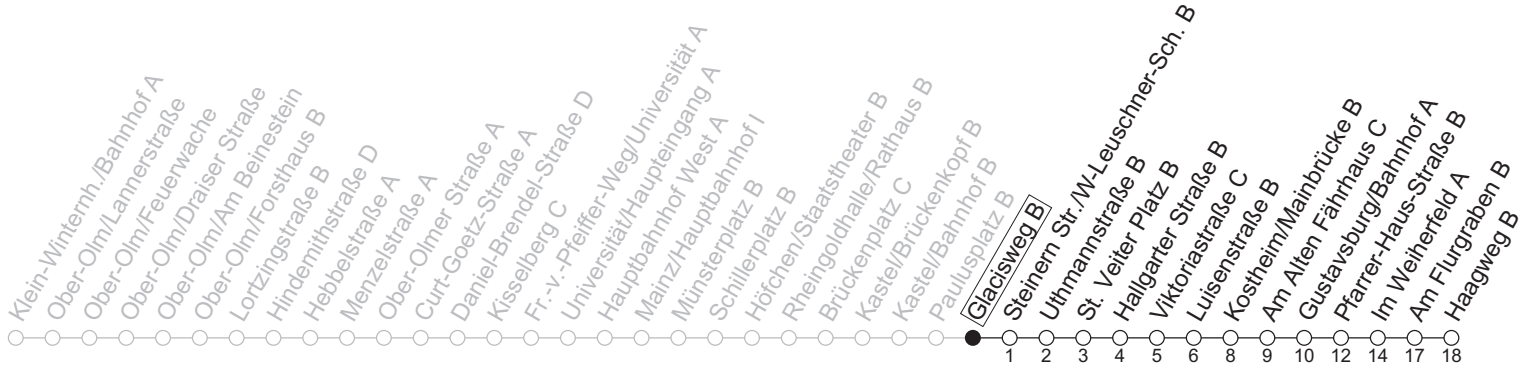 Klein-Winternh./Bahnhof A
Ober-Olm/Lannerstraße
Ober-Olm/Feuerwache
Ober-Olm/Draiser Straße
Ober-Olm/Am Beinestein
Ober-Olm/Forsthaus B
Lortzingstraße B
Hindemithstraße D
Hebbelstraße A
Menzelstraße A
Ober-Olmer Straße A
Curt-Goetz-Straße A
Daniel-Brendel-Straße D
Kisselberg C
Fr.-v.-Pfeiffer-Weg/Universität A
Universität/Haupteingang A
Hauptbahnhof West A
Mainz/Hauptbahnhof I
Münsterplatz B
Schillerplatz B
Höfchen/Staatstheater B
Rheingoldhalle/Rathaus B
Brückenplatz C
Kastel/Brückenkopf B
Kastel/Bahnhof B
Paulusplatz B
Glacisweg B
Steinern Str./W-Leuschner-Sch. B
Uthmannstraße B
St. Veiter Platz B
Hallgarter Straße B
Viktoriastraße C
Luisenstraße B
Kostheim/Mainbrücke B
Am Alten Fährhaus C
Gustavsburg/Bahnhof A
Pfarrer-Haus-Straße B
Im Weiherfeld A
Am Flurgraben B
Haagweg B
1 2 3 4 5 6 8 9 10 12 14 17 18